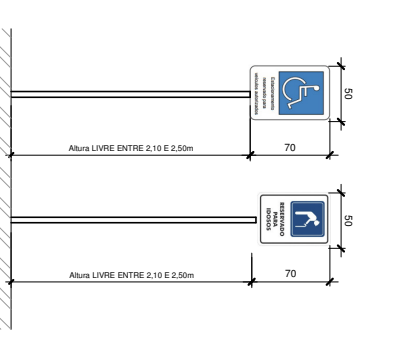 Estacionamento
reservado para
veículos autorizados
50
Altura LIVRE ENTRE 2,10 E 2,50m
70
RESERVADO
PARA
IDOSOS
50
Altura LIVRE ENTRE 2,10 E 2,50m
70